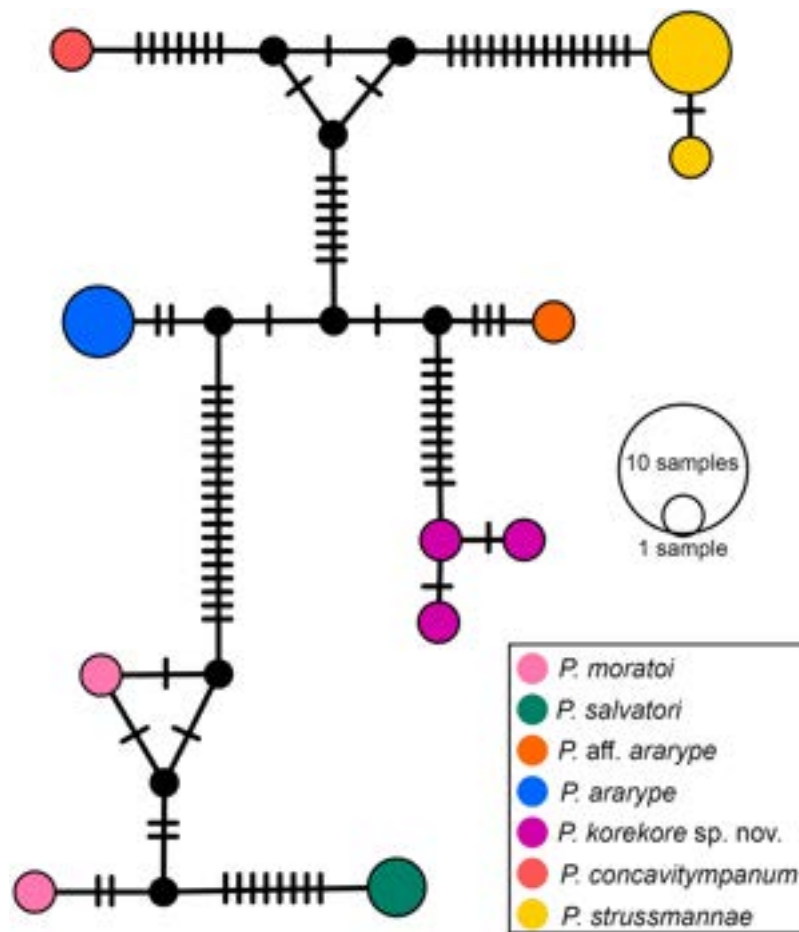 10 samples
1 sample
P. moratoi
P. salvatori
P. aff. ararype
P. ararype
P. korekore sp. nov.
P. concavitympanum
P. strussmannae